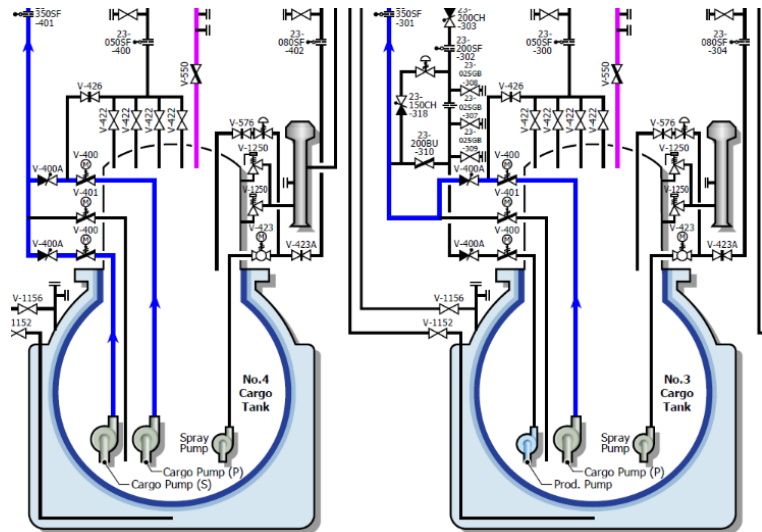 350SF
-401
23-
050SF
-400
V-550
23-
080SF
-402
V-426
V-422
V-422
V-422
V-422
V-576
V-1250
V-1250
V-400A
V-400
V-401
V-400
V-400A
V-423
V-423A
V-1156
1152
No.4
Cargo
Tank
Spray
Pump
Cargo Pump (P)
Cargo Pump (S)
350SF
-301
23-
200CH
-303
23-
200SF
-302
23-
050SF
-300
V-550
23-
080SF
-304
23-
025GB
-308
23-
150CH
-318
23-
025GB
-307
23-
200BU
-310
23-
025GB
-309
V-426
V-422
V-422
V-422
V-422
V-576
V-1250
V-1250
V-400A
V-400
V-401
V-400
V-400A
V-423
V-423A
V-1156
V-1152
No.3
Cargo
Tank
Spray
Pump
Cargo Pump (P)
Prod. Pump
M
M
M
M
M
M
M
M